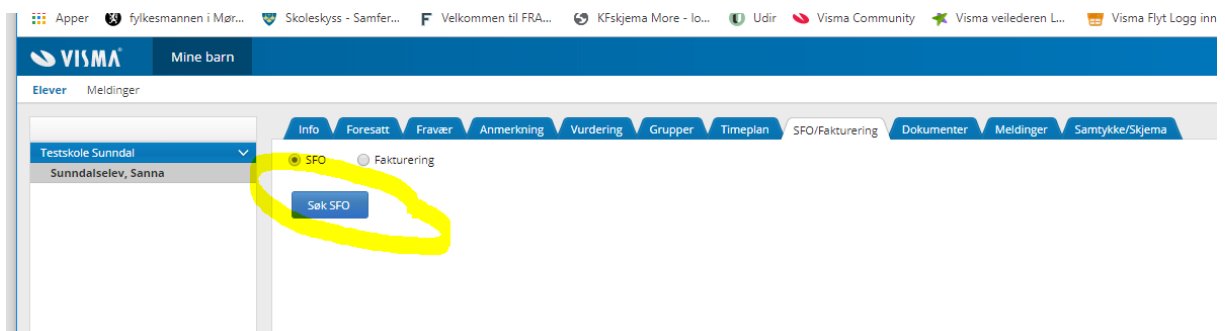 Apper fylkesmannen i Mør... Skoleskyss - Samfer... Velkommen til FRA... KFskjema More - lo... Udir Visma Community Visma veilederen L... Visma Flyt Logg inn
VISMA Mine barn
Elever Meldinger
Info Foresatt Fravær Anmerkning Vurdering Grupper Timeplan SFO/Fakturering Dokumenter Meldinger Samtykke/Skjema
Testskole Sunndal
SFO Fakturering
Sunndalselev, Sanna
Søk SFO